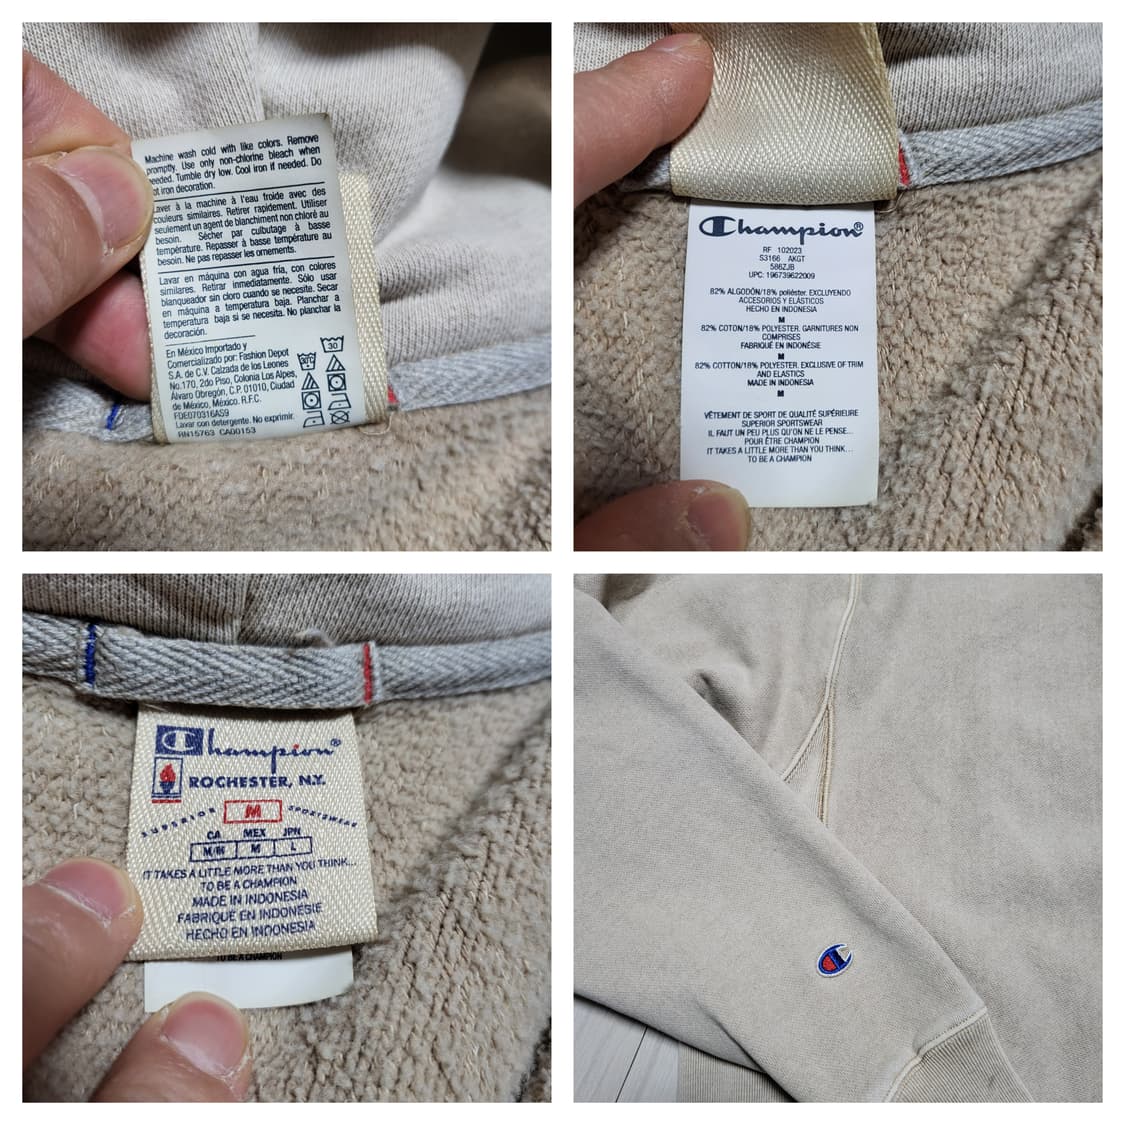 Machine wash cold with like colors. Remove
promptly. Use only non-chlorine bleach when
needed. Tumble dry low. Cool iron if needed. Do
ot iron decoration.
Laver à la machine à l'eau froide avec des
couleurs similaires. Retirer rapidement. Utiliser
seulement un agent de blanchiment non chloré au
besoin. Sécher par culbutage à basse
température. Repasser à basse température au
besoin. Ne pas repasser les ornements.
Lavar en máquina con agua fría, con colores
similares. Retirar inmediatamente. Sólo usar
blanqueador sin cloro cuando se necesite. Secar
en máquina a temperatura baja. Planchar a
temperatura baja si se necesita. No planchar la
decoración.
En México Importado y
Comercializado por: Fashion Depot
S.A. de C.V. Calzada de los Leones
No.170, 2do Piso, Colonia Los Alpes,
Álvaro Obregón, C.P. 01010, Ciudad
de México, México. R.F.C.
FDE070316AS9
Lavar con detergente. No exprimir.
RN15763 CA00153
30
Champion®
RF 102023
S3166 AKGT
586ZJB
UPC: 196739622009
82% ALGODÓN/18% poliéster. EXCLUYENDO
ACCESORIOS Y ELÁSTICOS
HECHO EN INDONESIA
M
82% COTON/18% POLYESTER. GARNITURES NON
COMPRISES
FABRIQUÉ EN INDONÉSIE
M
82% COTTON/18% POLYESTER. EXCLUSIVE OF TRIM
AND ELASTICS
MADE IN INDONESIA
M
VÊTEMENT DE SPORT DE QUALITÉ SUPÉRIEURE
SUPERIOR SPORTSWEAR
IL FAUT UN PEU PLUS QU'ON NE LE PENSE...
POUR ÊTRE CHAMPION
IT TAKES A LITTLE MORE THAN YOU THINK...
TO BE A CHAMPION
Champion®
ROCHESTER, N.Y.
M
SUPERIOR SPORTSWEAR
CA MEX JPN
M/M M L
IT TAKES A LITTLE MORE THAN YOU THINK...
TO BE A CHAMPION
MADE IN INDONESIA
FABRIQUÉ EN INDONÉSIE
HECHO EN INDONESIA
TO BE A CHAMPION